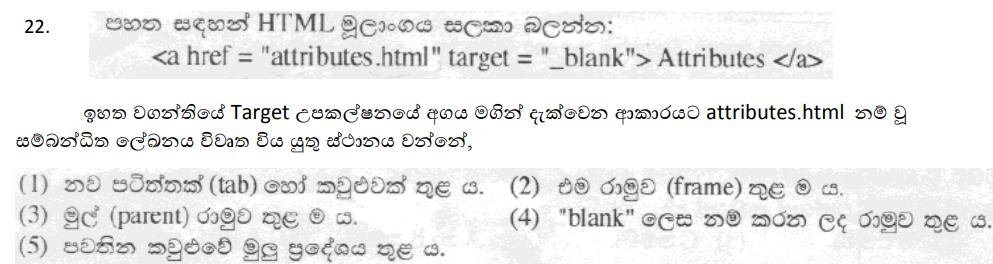 22. පහත සඳහන් HTML මූලාංගය සලකා බලන්න:
<a href = "attributes.html" target = "_blank"> Attributes </a>
ඉහත වගන්තියේ Target උපකල්ෂනයේ අගය මගින් දැක්වෙන ආකාරයට attributes.html නම් වූ
සම්බන්ධිත ලේඛනය විවෘත විය යුතු ස්ථානය වන්නේ,
(1) නව පටිත්තක් (tab) හෝ කවුළුවක් තුළ ය. (2) එම රාමුව (frame) තුළ ම ය.
(3) මුල් (parent) රාමුව තුළ ම ය. (4) "blank" ලෙස නම් කරන ලද රාමුව තුළ ය.
(5) පවතින කවුළුවේ මුලු ප්‍රදේශය තුළ ය.